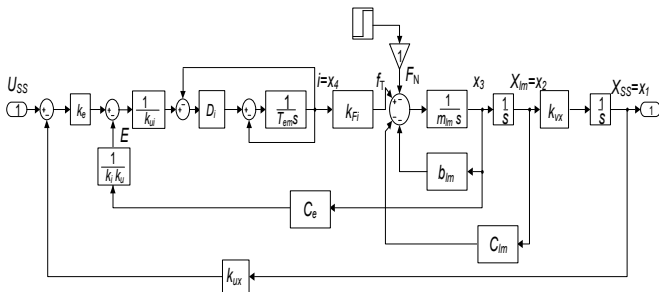 1
U_SS
i=x_4
f_T
F_N
x_3
X_lm=x_2
X_SS=x_1
1
k_e
1
k_ui
D_i
1
T_em s
k_Fi
1
m_lm s
1
s
k_vx
1
s
1
E
1
k_i k_u
b_lm
C_e
C_lm
k_ux